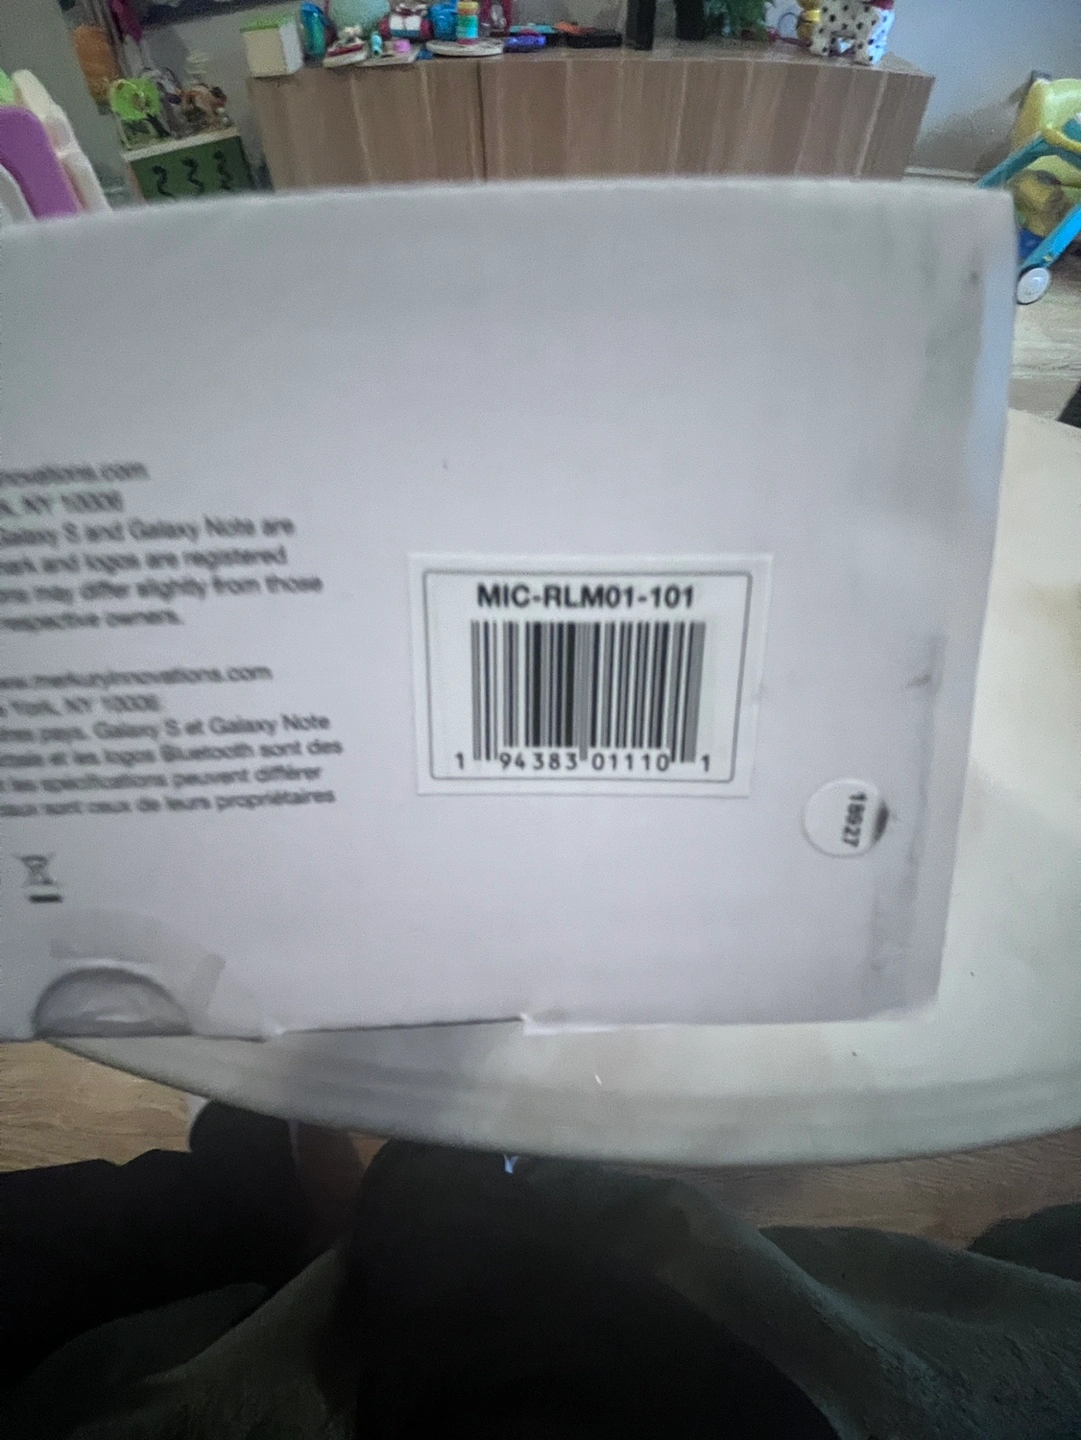 novations.com
k, NY 10006
Galaxy S and Galaxy Note are
mark and logos are registered
ons may differ slightly from those
respective owners.
www.merkuryinnovations.com
York, NY 10006
pays. Galaxy S et Galaxy Note
et les logos Bluetooth sont des
t les spécifications peuvent différer
sont ceux de leurs propriétaires
MIC-RLM01-101
1 94383 01110 1
18927